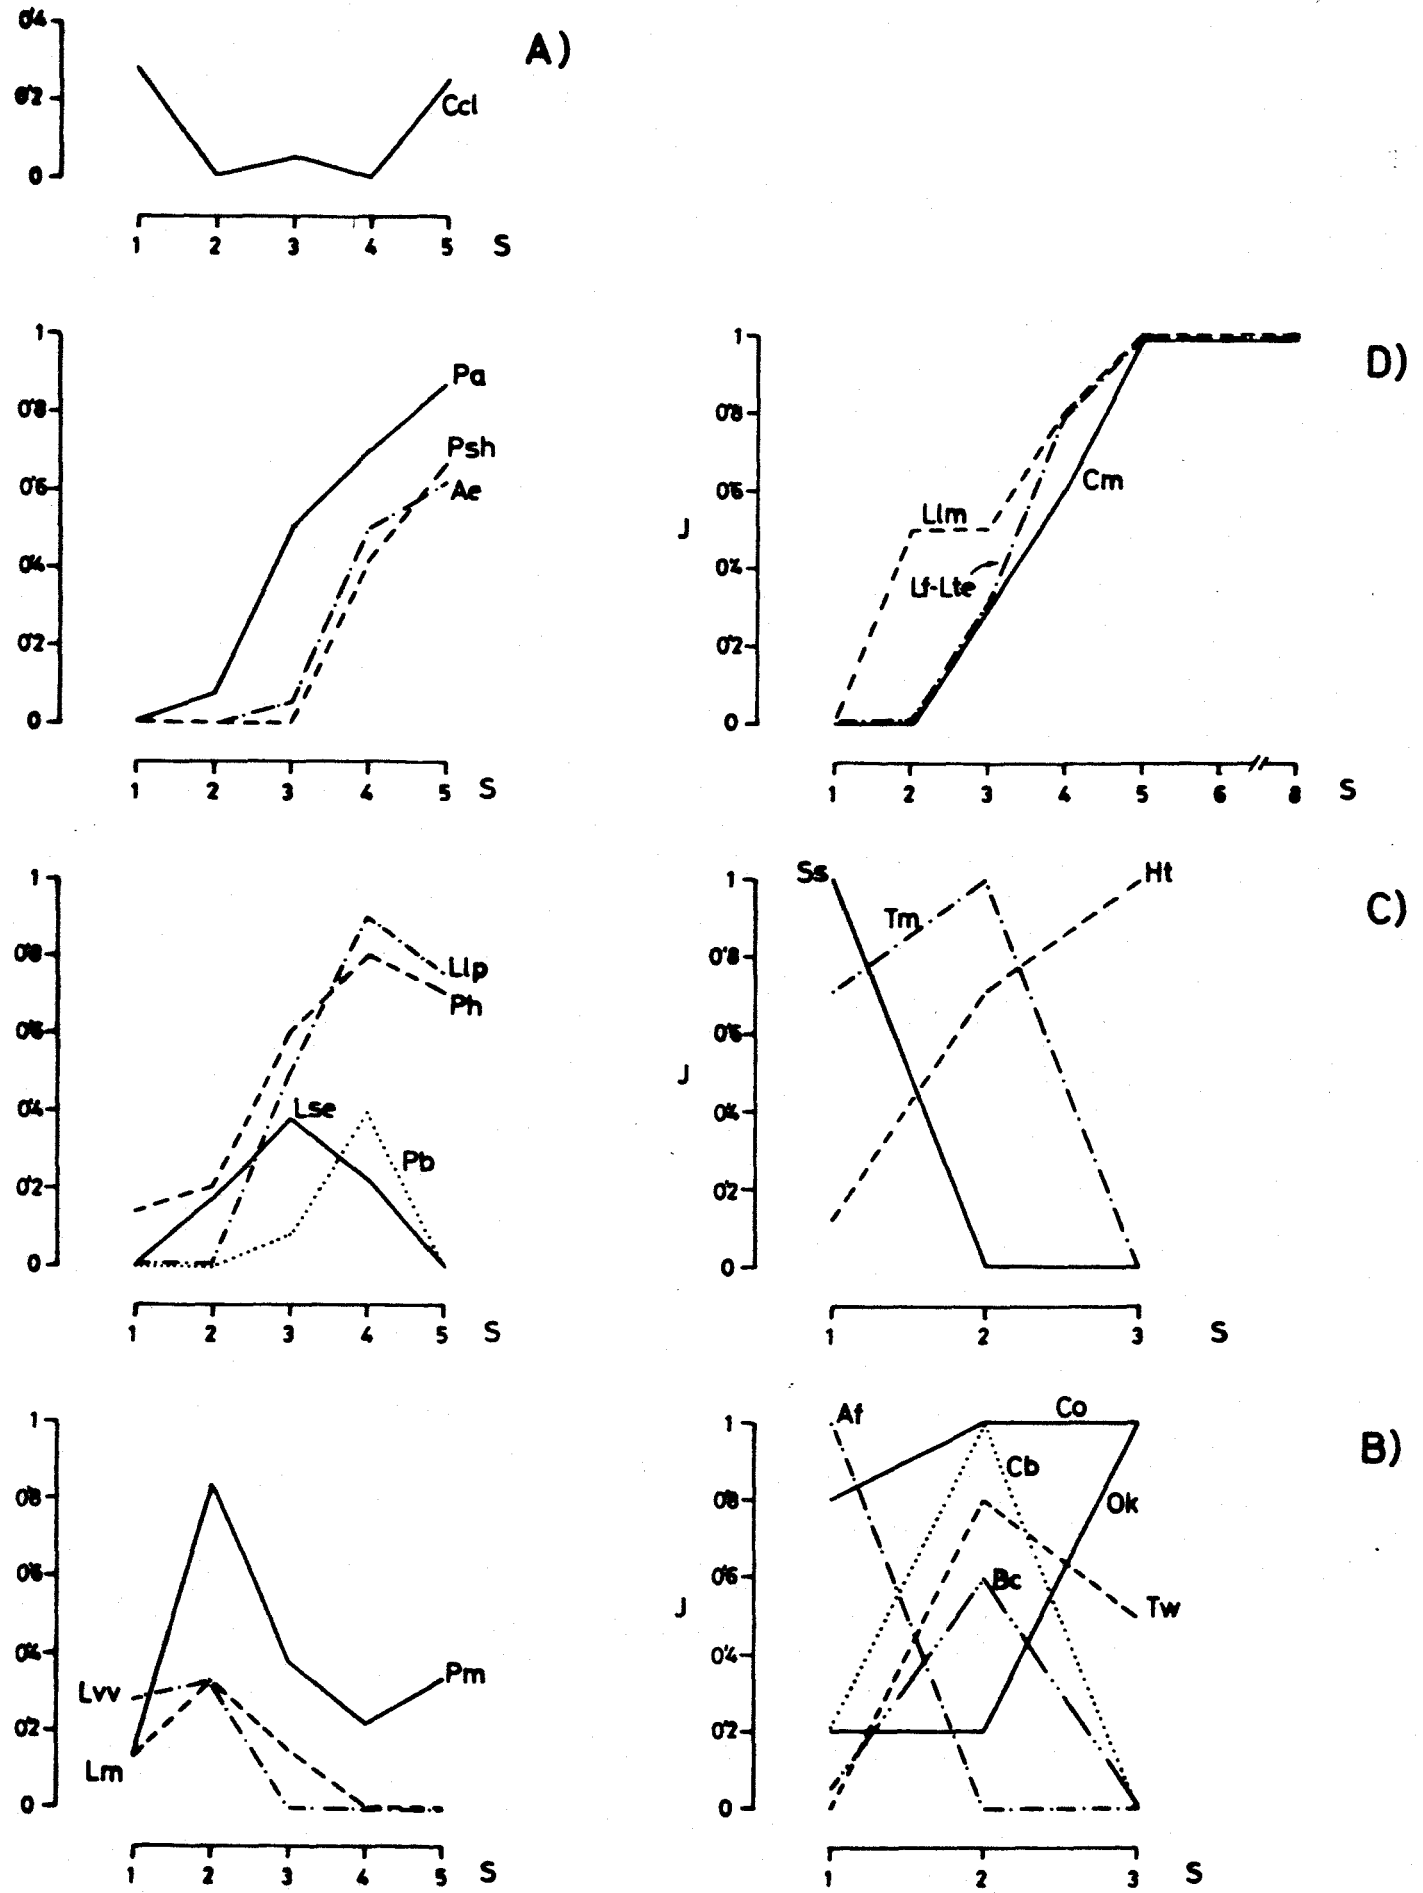 A)
0'4
0'2
0
Ccl
1 2 3 4 5 S
1
0'8
0'6
0'4
0'2
0
Pa
Psh
Ae
1 2 3 4 5 S
D)
1
0'8
0'6
0'4
0'2
0
J
Llm
Cm
Lf-Lte
1 2 3 4 5 6 8 S
1
0'8
0'6
0'4
0'2
0
Llp
Ph
Lse
Pb
1 2 3 4 5 S
C)
1
0'8
0'6
0'4
0'2
0
J
Ss
Tm
Ht
1 2 3 S
1
0'8
0'6
0'4
0'2
0
Lvv
Lm
Pm
1 2 3 4 5 S
B)
1
0'8
0'6
0'4
0'2
0
J
Af
Co
Cb
Ok
Bc
Tw
1 2 3 S